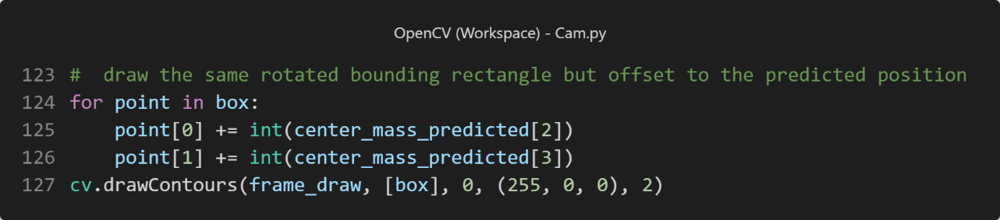 OpenCV (Workspace) - Cam.py
123 #  draw the same rotated bounding rectangle but offset to the predicted position
124 for point in box:
125     point[0] += int(center_mass_predicted[2])
126     point[1] += int(center_mass_predicted[3])
127 cv.drawContours(frame_draw, [box], 0, (255, 0, 0), 2)